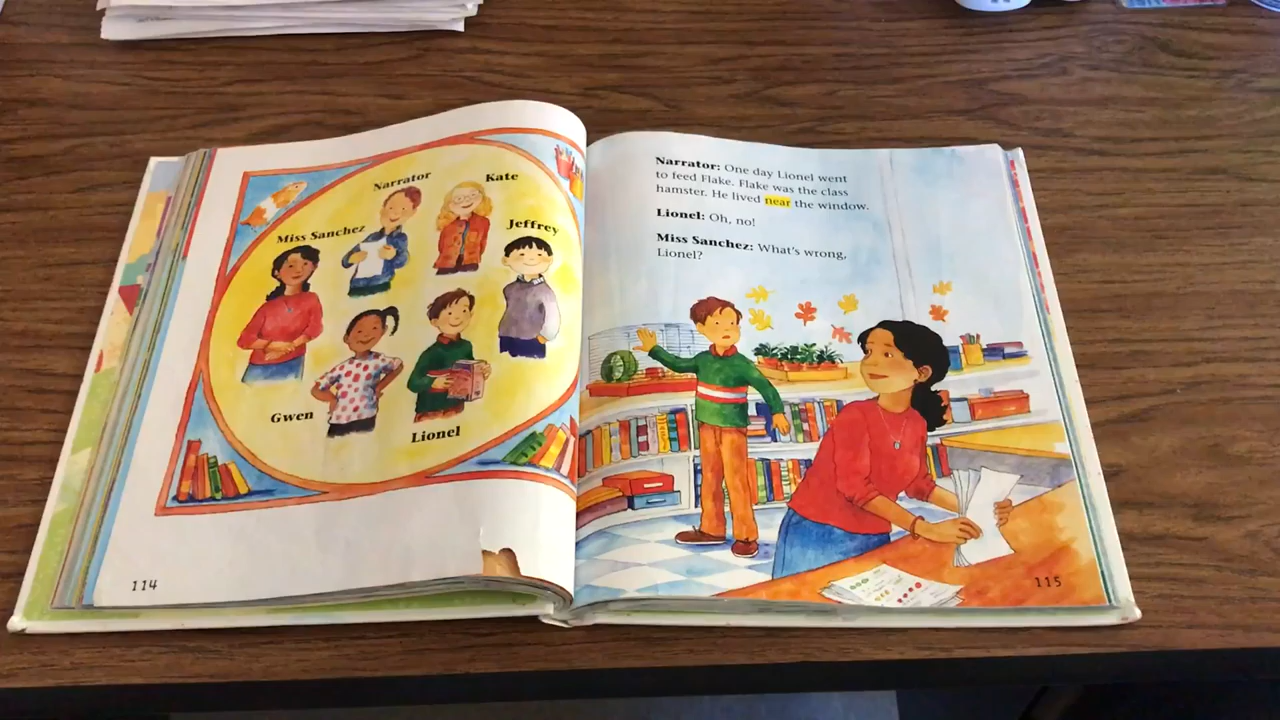 Narrator
Kate
Miss Sanchez
Jeffrey
Gwen
Lionel
114
Narrator: One day Lionel went
to feed Flake. Flake was the class
hamster. He lived near the window.
Lionel: Oh, no!
Miss Sanchez: What's wrong,
Lionel?
115